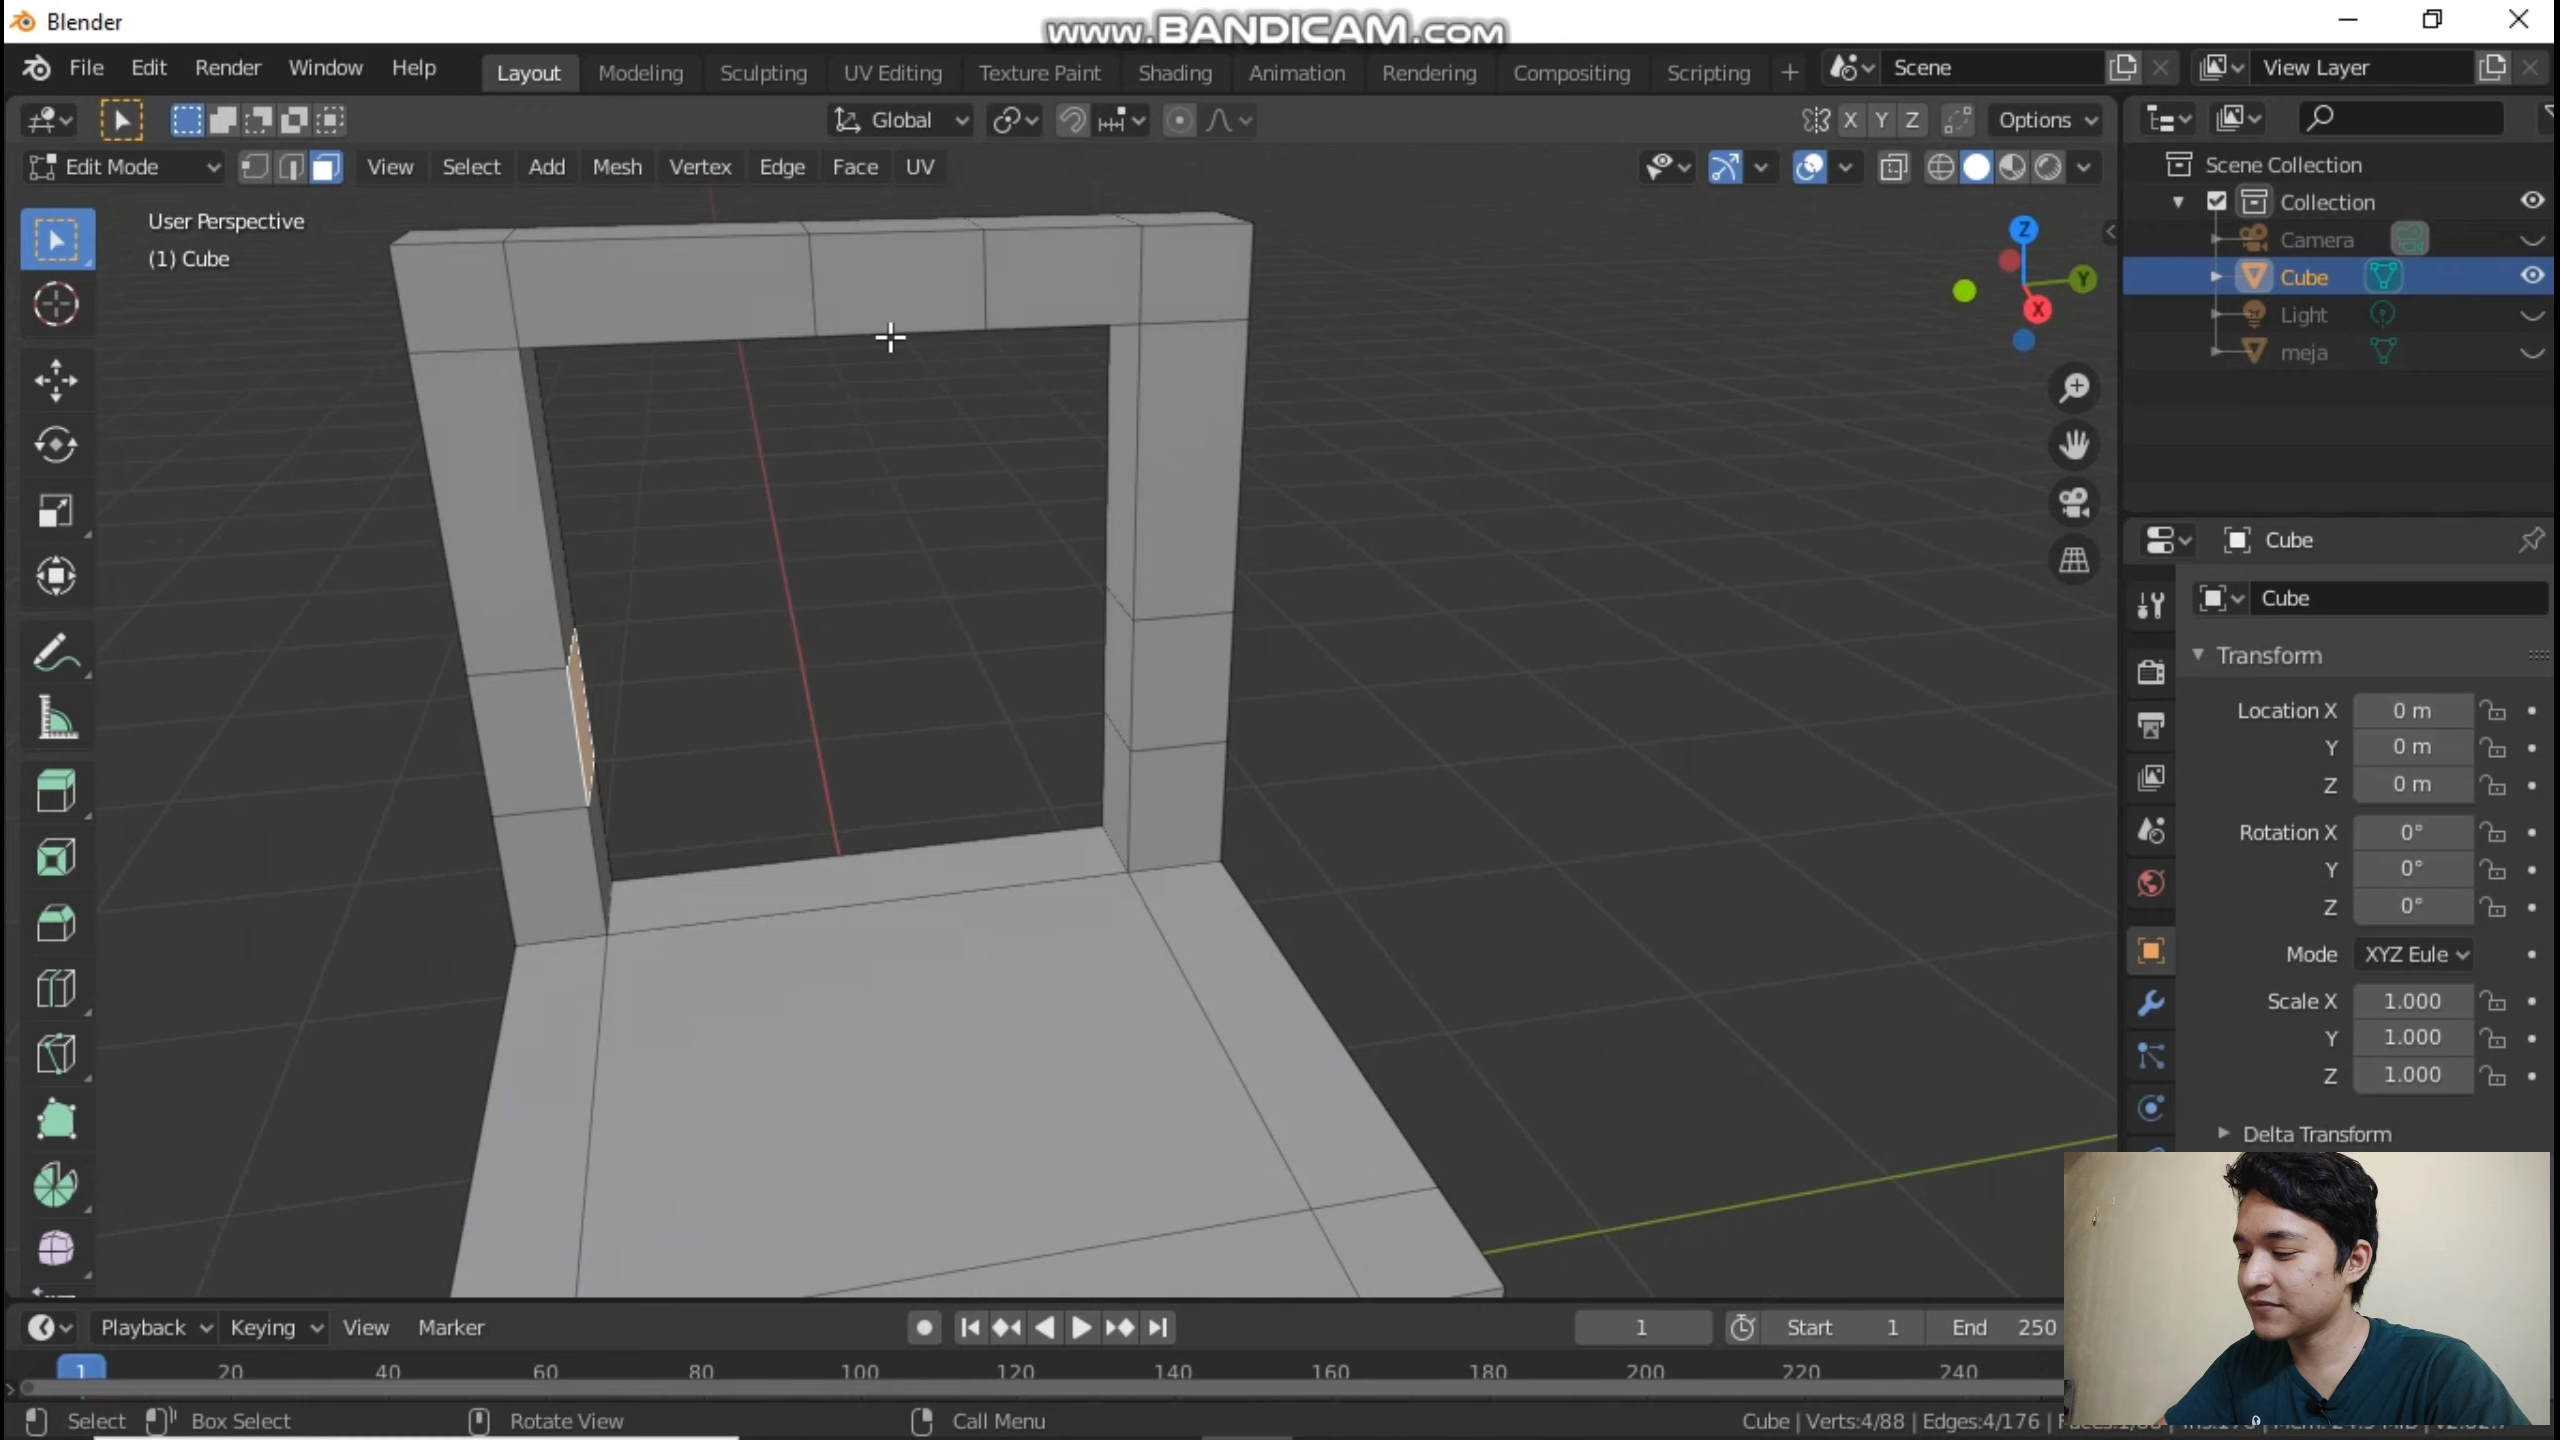 Blender
www.BANDICAM.com
File Edit Render Window Help Layout Modeling Sculpting UV Editing Texture Paint Shading Animation Rendering Compositing Scripting + Scene View Layer
Global X Y Z Options
Edit Mode View Select Add Mesh Vertex Edge Face UV
User Perspective
(1) Cube
Z
Y
X
Scene Collection
Collection
Camera
Cube
Light
meja
Cube
Cube
Transform
Location X 0 m
Y 0 m
Z 0 m
Rotation X 0°
Y 0°
Z 0°
Mode XYZ Eule
Scale X 1.000
Y 1.000
Z 1.000
Delta Transform
Playback Keying View Marker 1 Start 1 End 250
1 20 40 60 80 100 120 140 160 180 200 220 240
Select Box Select Rotate View Call Menu Cube | Verts:4/88 | Edges:4/176 |